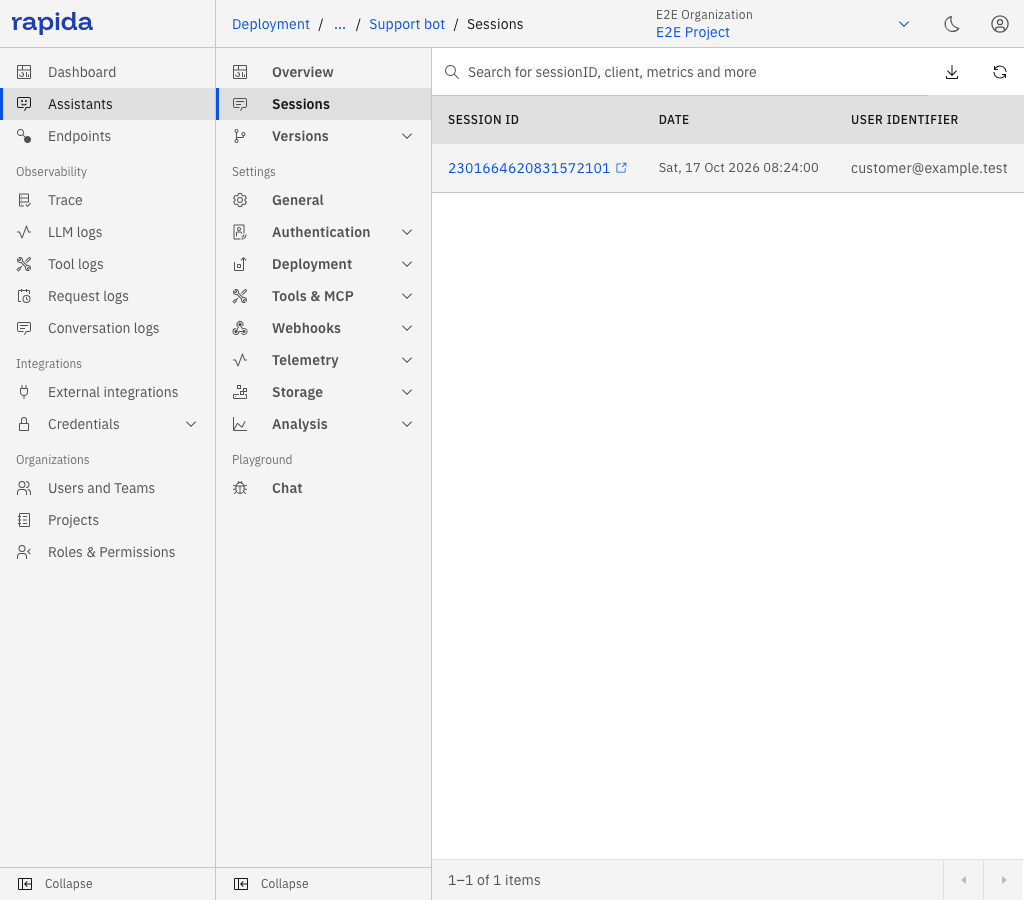 rapida
Deployment / ... / Support bot / Sessions
E2E Organization
E2E Project
Dashboard
Assistants
Endpoints
Observability
Trace
LLM logs
Tool logs
Request logs
Conversation logs
Integrations
External integrations
Credentials
Organizations
Users and Teams
Projects
Roles & Permissions
Collapse
Overview
Sessions
Versions
Settings
General
Authentication
Deployment
Tools & MCP
Webhooks
Telemetry
Storage
Analysis
Playground
Chat
Collapse
Search for sessionID, client, metrics and more
SESSION ID DATE USER IDENTIFIER
2301664620831572101 Sat, 17 Oct 2026 08:24:00 customer@example.test
1–1 of 1 items